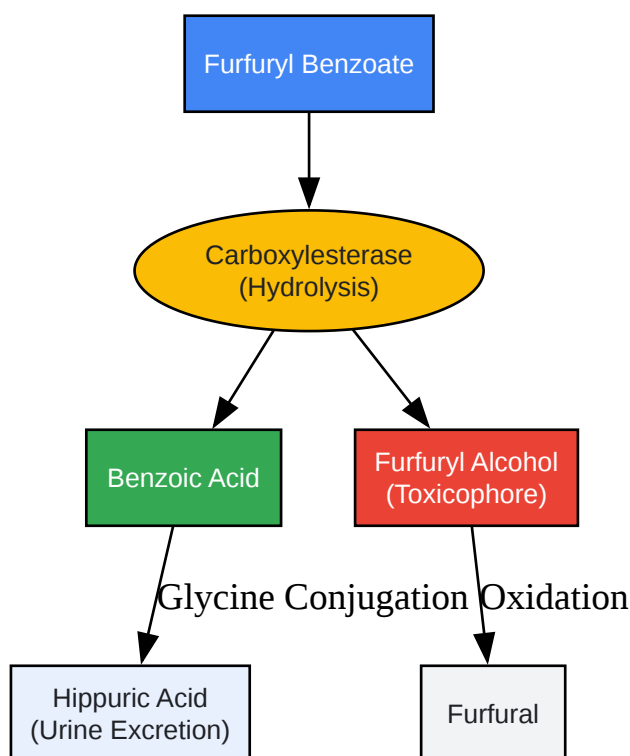 Furfuryl Benzoate
Carboxylesterase
(Hydrolysis)
Benzoic Acid
Furfuryl Alcohol
(Toxicophore)
Glycine Conjugation
Oxidation
Hippuric Acid
(Urine Excretion)
Furfural